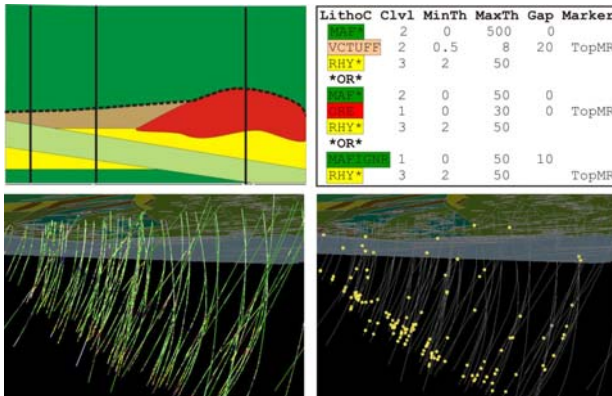 LithoC Clvl MinTh MaxTh Gap Marker
MAF* 2 0 500 0
VCTUFF 2 0.5 8 20 TopMR
RHY* 3 2 50
*OR*
MAF* 2 0 50 0
ORE 1 0 30 0 TopMR
RHY* 3 2 50
*OR*
MAFIGNR 1 0 50 10
RHY* 3 2 50 TopMR